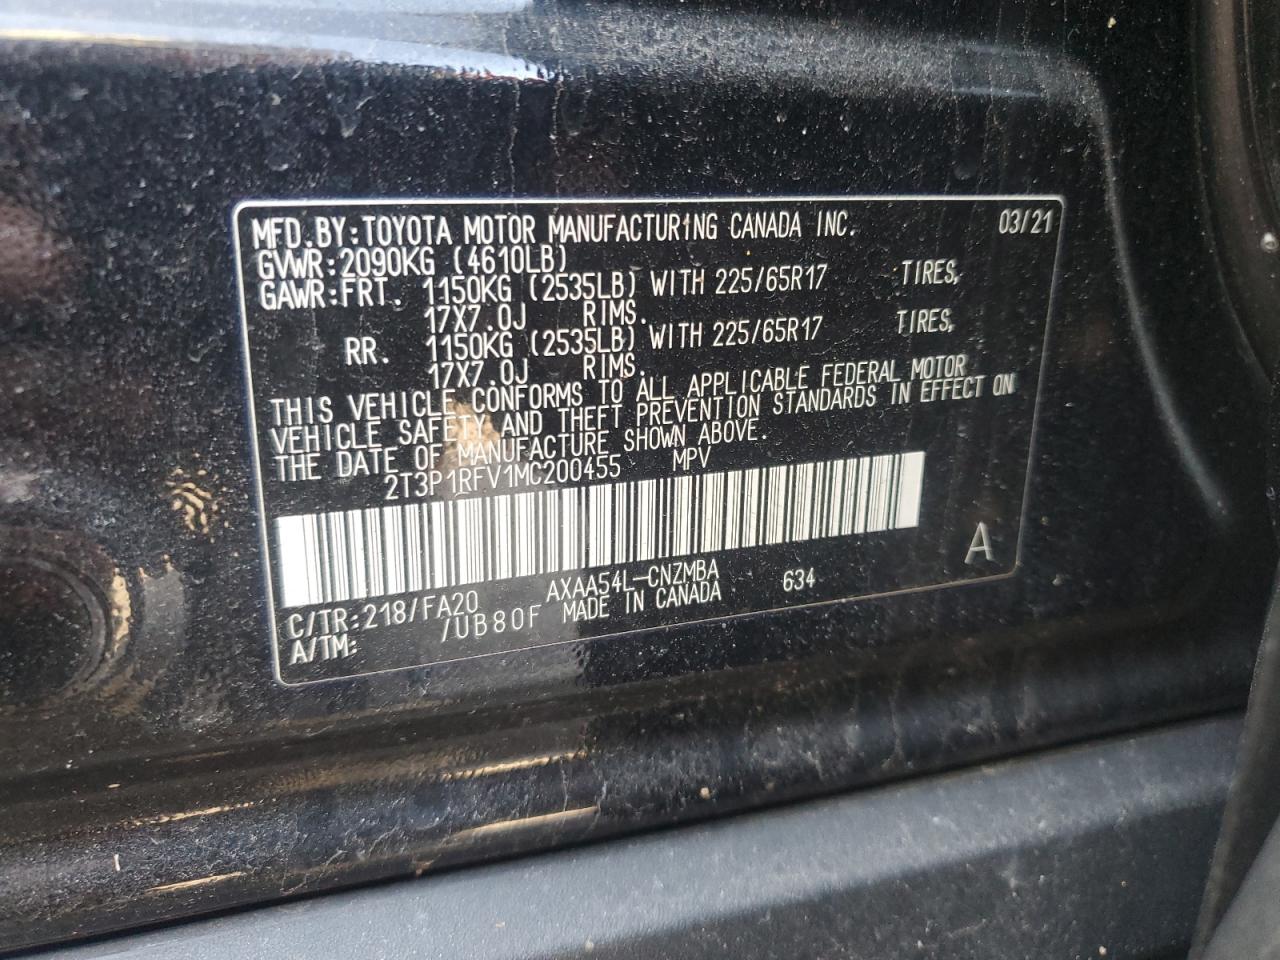 MFD.BY:TOYOTA MOTOR MANUFACTURING CANADA INC. 03/21
GVWR:2090KG (4610LB)
GAWR:FRT. 1150KG (2535LB) WITH 225/65R17 TIRES,
17X7.0J RIMS.
RR. 1150KG (2535LB) WITH 225/65R17 TIRES,
17X7.0J RIMS.
THIS VEHICLE CONFORMS TO ALL APPLICABLE FEDERAL MOTOR
VEHICLE SAFETY AND THEFT PREVENTION STANDARDS IN EFFECT ON
THE DATE OF MANUFACTURE SHOWN ABOVE.
2T3P1RFV1MC200455 MPV
A
C/TR:218/FA20 AXAA54L-CNZMBA 634
A/TM: /UB80F MADE IN CANADA